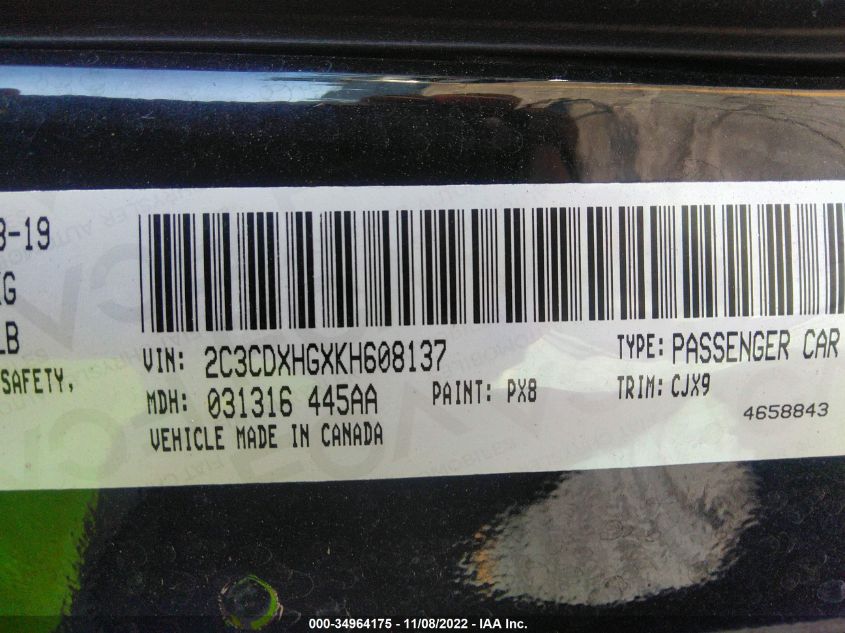 3-19
KG
LB
SAFETY,
VIN: 2C3CDXHGXKH608137
TYPE: PASSENGER CAR
MDH: 031316 445AA
PAINT: PX8
TRIM: CJX9
VEHICLE MADE IN CANADA
4658843
000-34964175 - 11/08/2022 - IAA Inc.